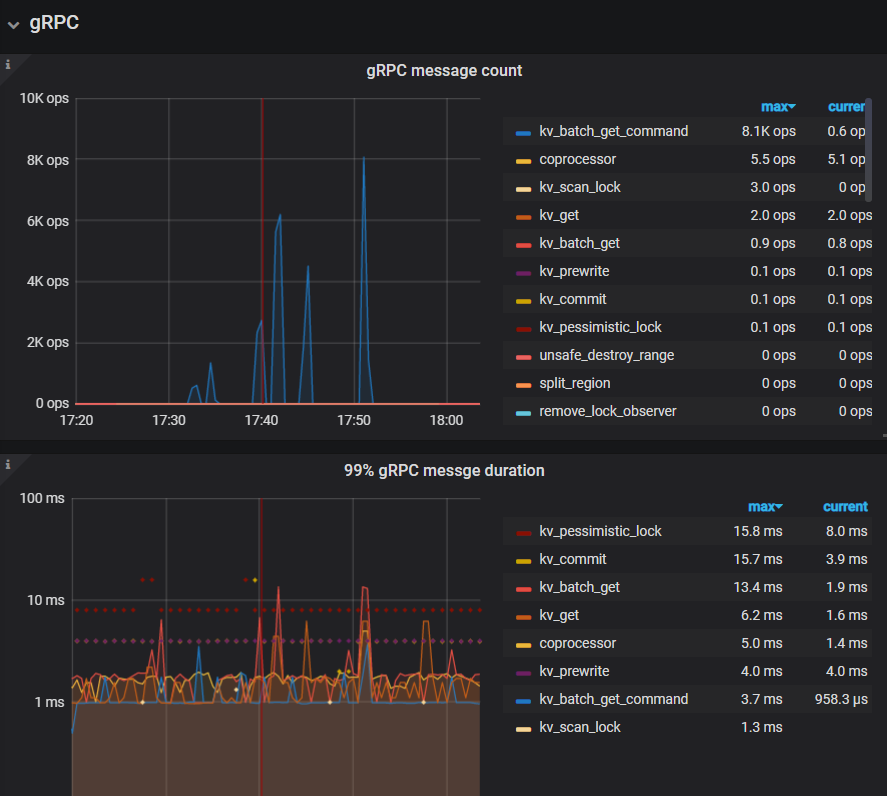 gRPC
i
gRPC message count
10K ops
8K ops
6K ops
4K ops
2K ops
0 ops
17:20 17:30 17:40 17:50 18:00
max curren
kv_batch_get_command 8.1K ops 0.6 op
coprocessor 5.5 ops 5.1 op
kv_scan_lock 3.0 ops 0 op
kv_get 2.0 ops 2.0 ops
kv_batch_get 0.9 ops 0.8 ops
kv_prewrite 0.1 ops 0.1 ops
kv_commit 0.1 ops 0.1 ops
kv_pessimistic_lock 0.1 ops 0.1 ops
unsafe_destroy_range 0 ops 0 ops
split_region 0 ops 0 ops
remove_lock_observer 0 ops 0 ops
i
99% gRPC messge duration
100 ms
10 ms
1 ms
max current
kv_pessimistic_lock 15.8 ms 8.0 ms
kv_commit 15.7 ms 3.9 ms
kv_batch_get 13.4 ms 1.9 ms
kv_get 6.2 ms 1.6 ms
coprocessor 5.0 ms 1.4 ms
kv_prewrite 4.0 ms 4.0 ms
kv_batch_get_command 3.7 ms 958.3 µs
kv_scan_lock 1.3 ms